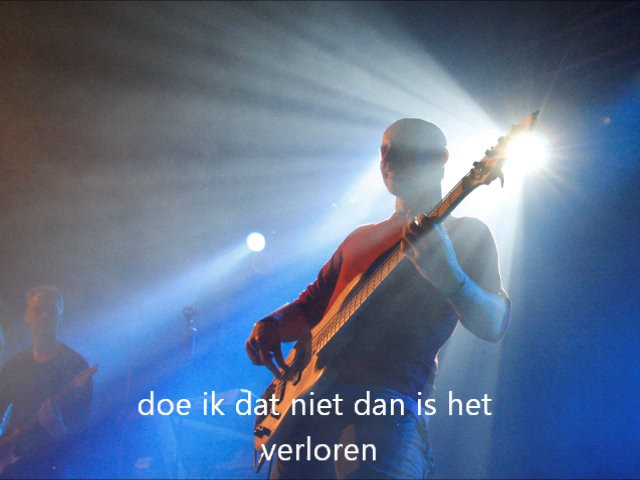 doe ik dat niet dan is het
verloren